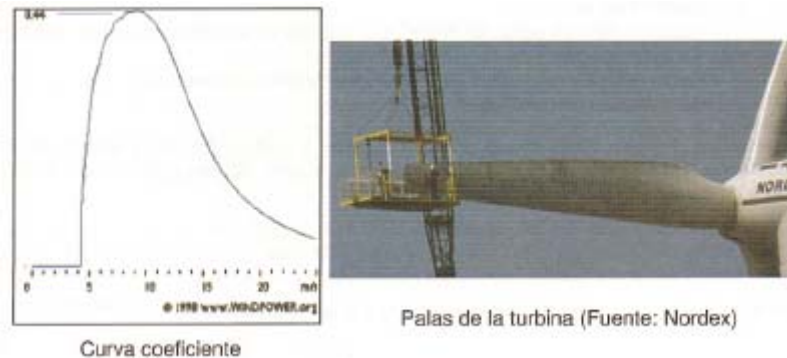 0.44
0 5 10 15 20 m/s
© 1998 www.WINDPOWER.org
NORD
Palas de la turbina (Fuente: Nordex)
Curva coeficiente